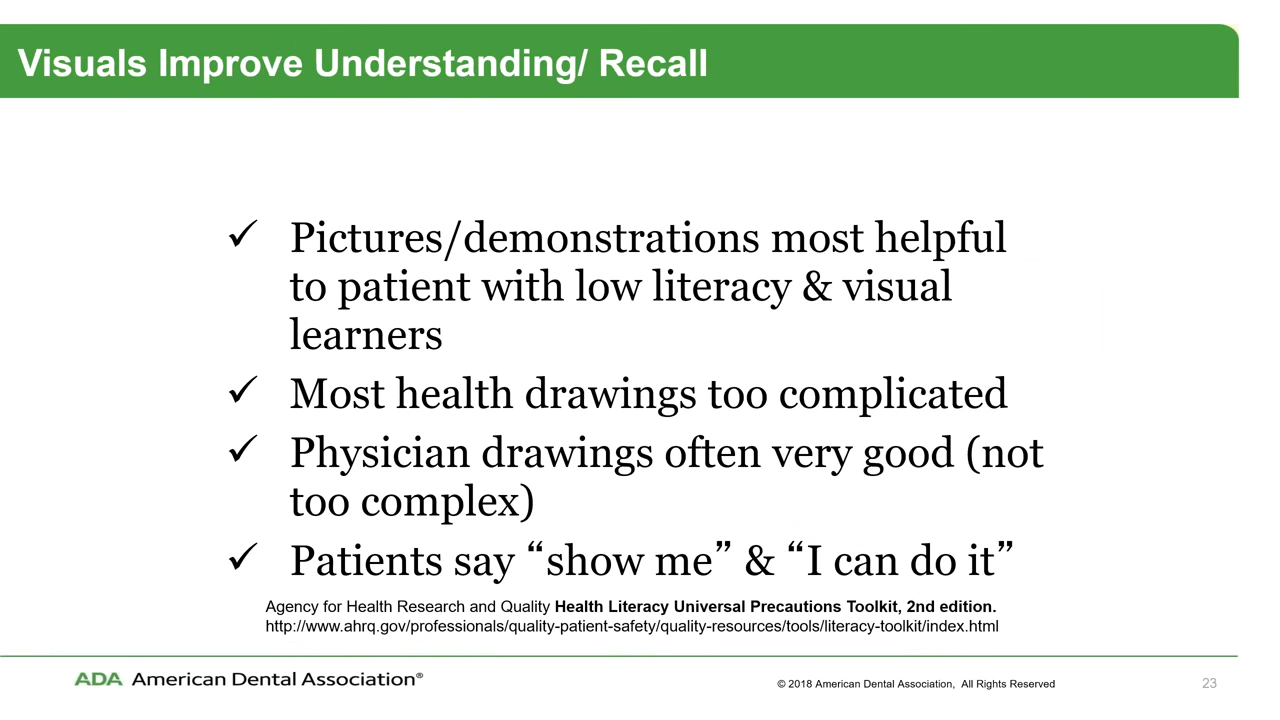 Visuals Improve Understanding/ Recall
✓ Pictures/demonstrations most helpful
to patient with low literacy & visual
learners
✓ Most health drawings too complicated
✓ Physician drawings often very good (not
too complex)
✓ Patients say “show me” & “I can do it”
Agency for Health Research and Quality Health Literacy Universal Precautions Toolkit, 2nd edition.
http://www.ahrq.gov/professionals/quality-patient-safety/quality-resources/tools/literacy-toolkit/index.html
ADA American Dental Association®
© 2018 American Dental Association, All Rights Reserved
23